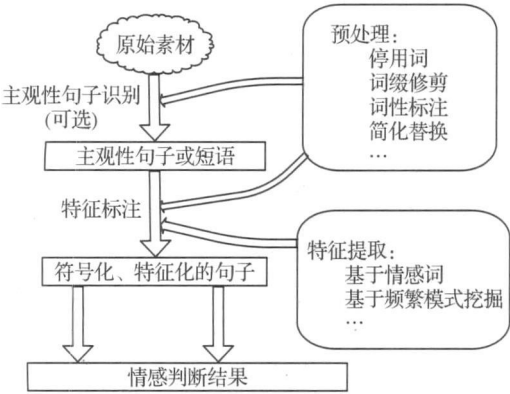 原始素材
主观性句子识别
(可选)
主观性句子或短语
特征标注
符号化、特征化的句子
情感判断结果
预处理:
停用词
词缀修剪
词性标注
简化替换
…
特征提取:
基于情感词
基于频繁模式挖掘
…